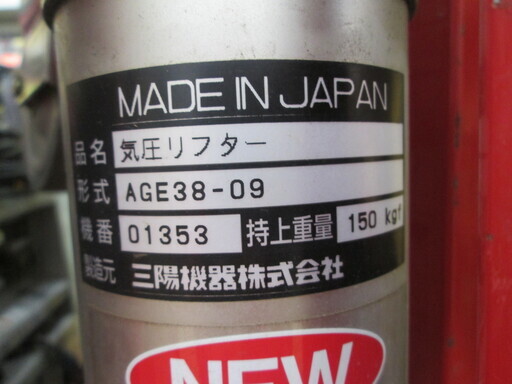 MADE IN JAPAN
品名 気圧リフター
形式 AGE38-09
機番 01353 持上重量 150 kgf
製造元 三陽機器株式会社
NEW